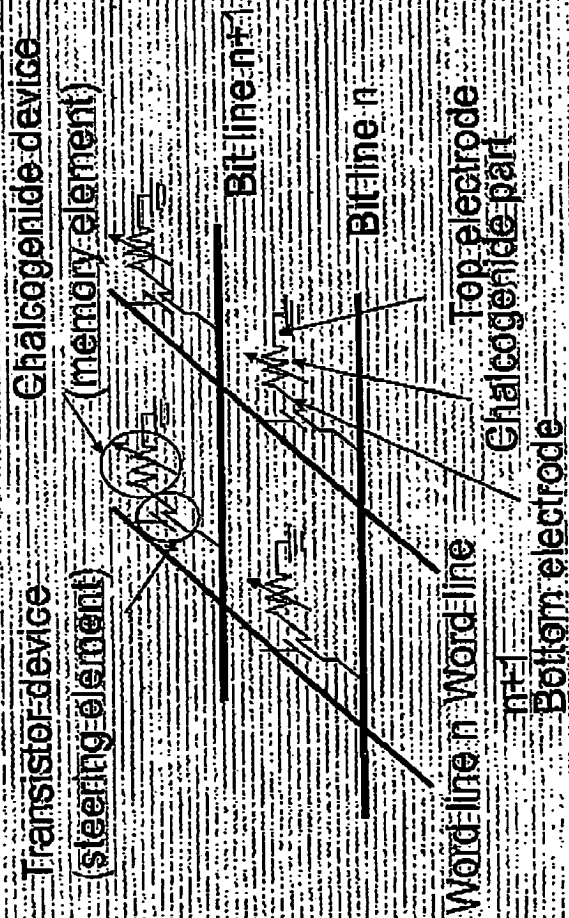 Transistor device
(steering element)
Chalcogenide device
(memory element)
Bit line n+1
Bit line n
Top electrode
Chalcogenide part
Word line n Word line
n+1
Bottom electrode